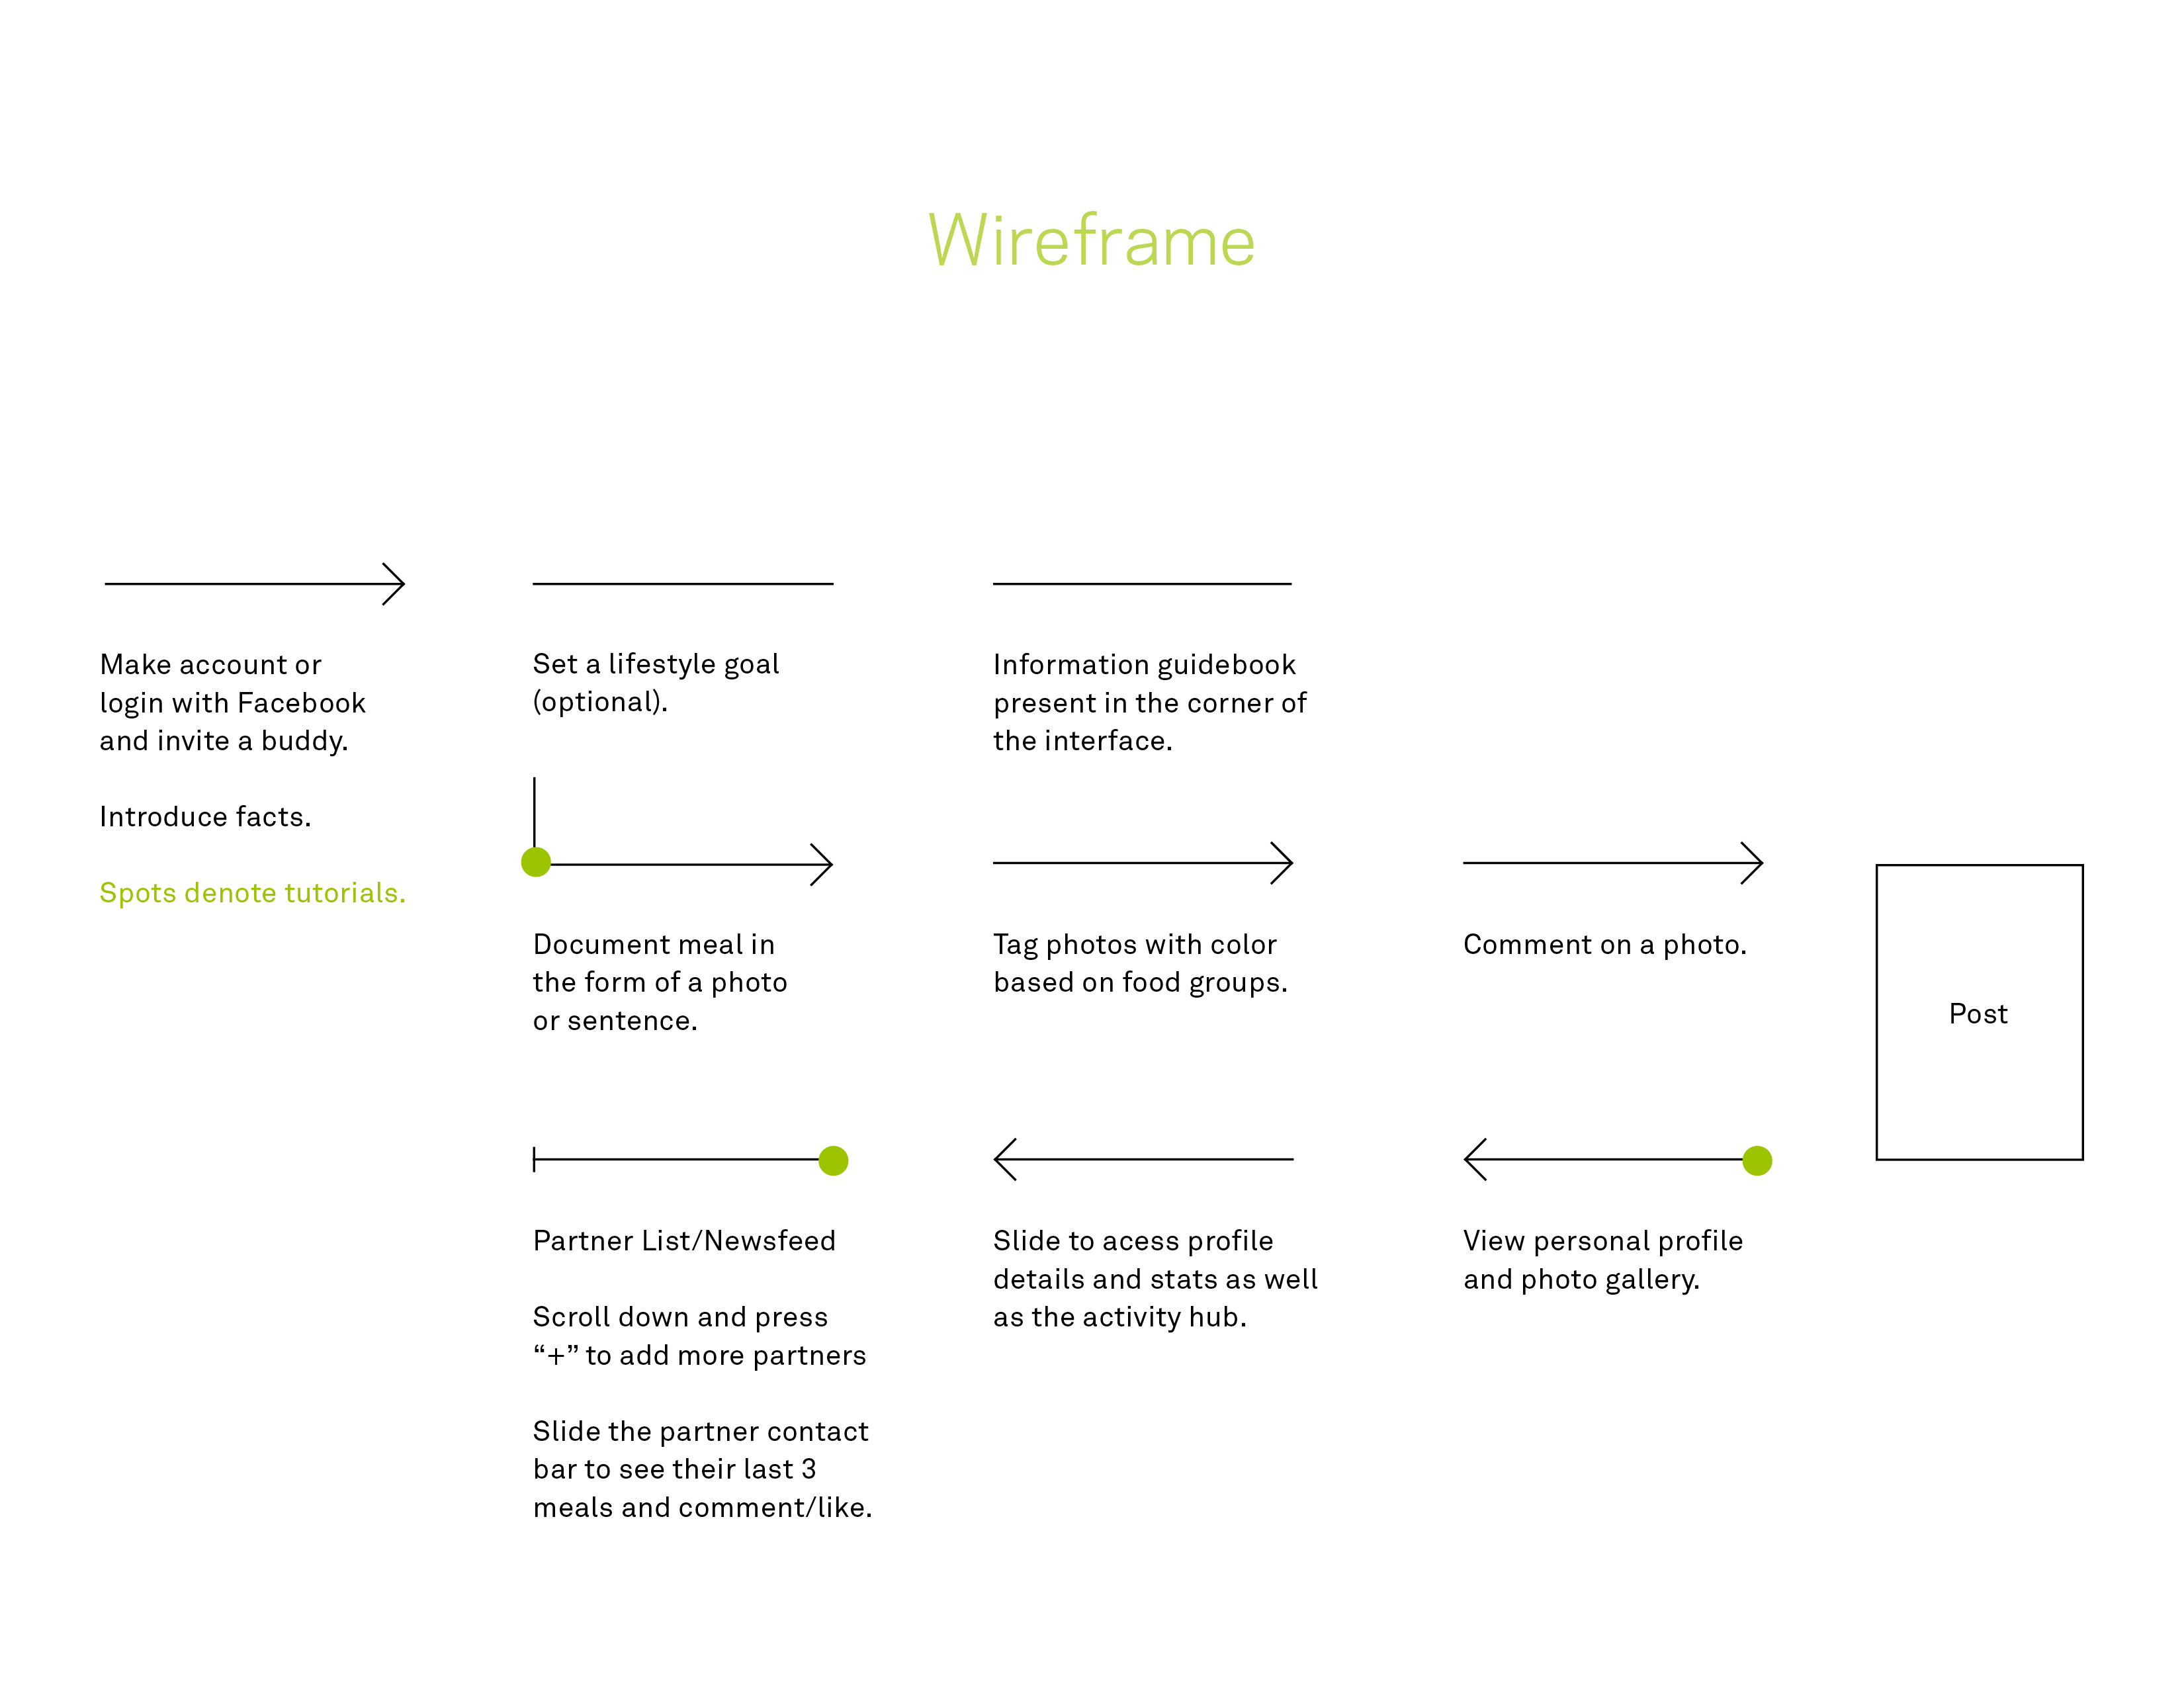 Wireframe
Make account or
login with Facebook
and invite a buddy.
Introduce facts.
Spots denote tutorials.
Set a lifestyle goal
(optional).
Information guidebook
present in the corner of
the interface.
Document meal in
the form of a photo
or sentence.
Tag photos with color
based on food groups.
Comment on a photo.
Post
Partner List/Newsfeed
Scroll down and press
“+” to add more partners
Slide the partner contact
bar to see their last 3
meals and comment/like.
Slide to acess profile
details and stats as well
as the activity hub.
View personal profile
and photo gallery.